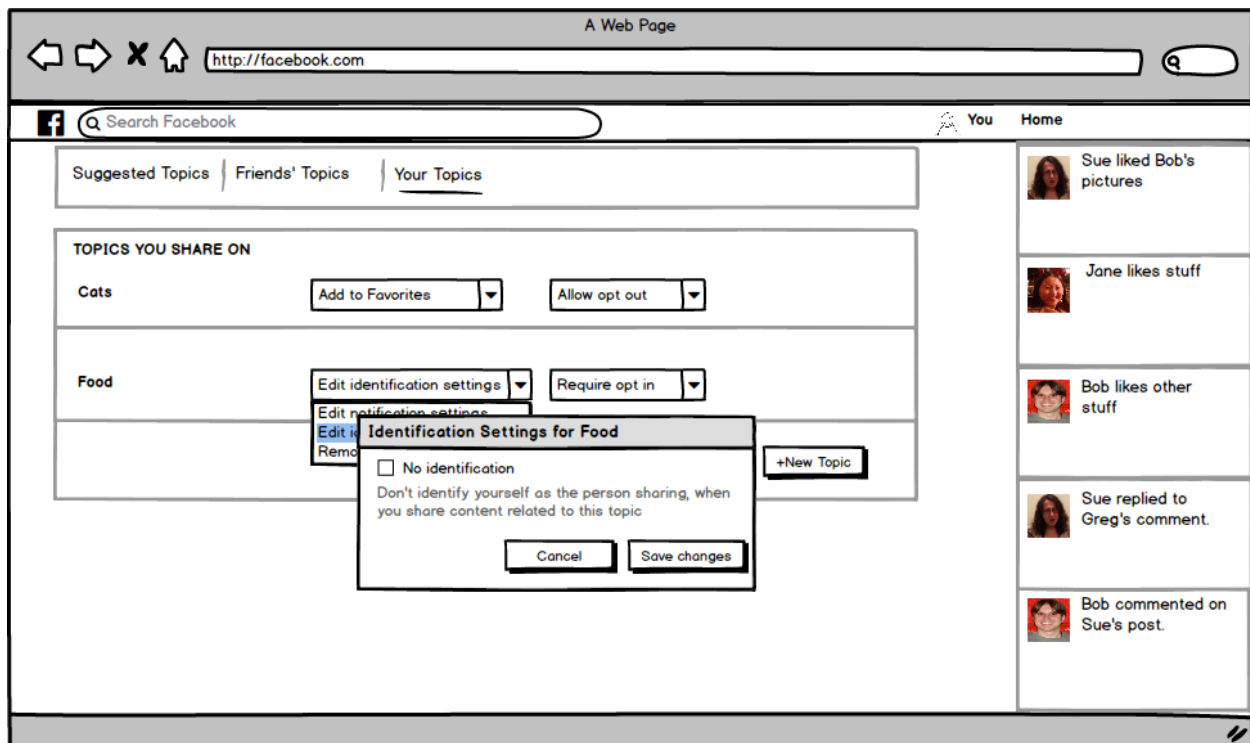 A Web Page
http://facebook.com
Search Facebook
You
Home
Suggested Topics
Friends' Topics
Your Topics
TOPICS YOU SHARE ON
Cats
Add to Favorites
Allow opt out
Food
Edit identification settings
Require opt in
Edit notification settings
Edit
Identification Settings for Food
No identification
Don't identify yourself as the person sharing, when
you share content related to this topic
Cancel
Save changes
+New Topic
Sue liked Bob's
pictures
Jane likes stuff
Bob likes other
stuff
Sue replied to
Greg's comment.
Bob commented on
Sue's post.